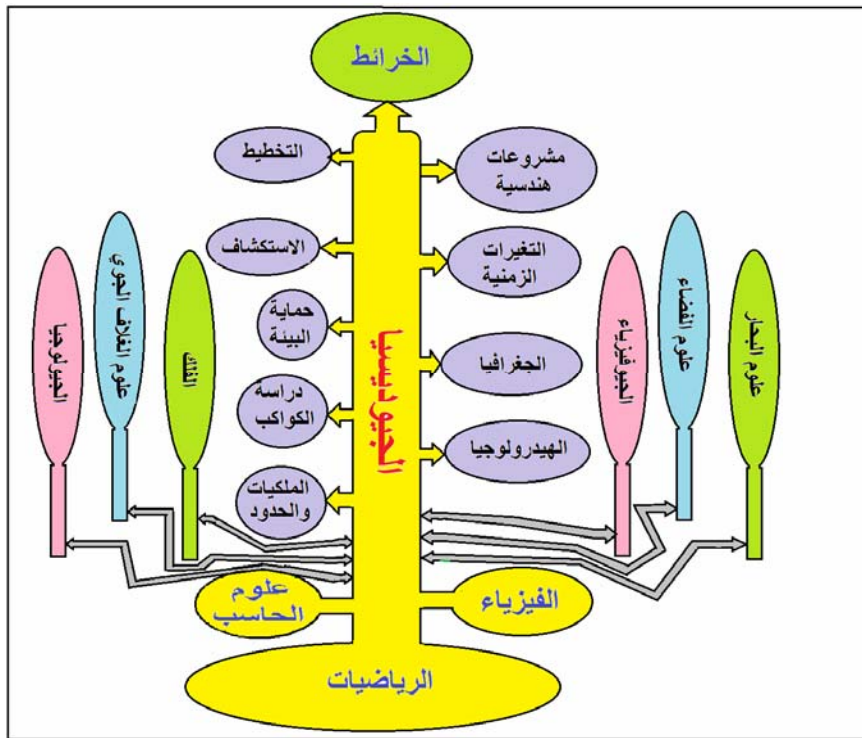 الخرائط
مشروعات
هندسية
التخطيط
التغيرات
الزمنية
الاستكشاف
حماية
البيئة
الجغرافيا
دراسة
الكواكب
الهيدرولوجيا
الملكيات
والحدود
الجيوديسيا
علوم البحار
علوم الفضاء
الجيوفيزياء
الفلك
علوم الغلاف الجوي
الجيولوجيا
الفيزياء
علوم
الحاسب
الرياضيات